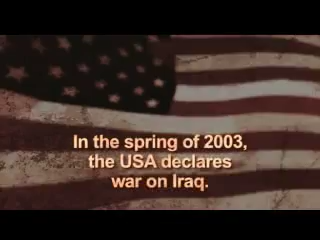 In the spring of 2003,
the USA declares
war on Iraq.